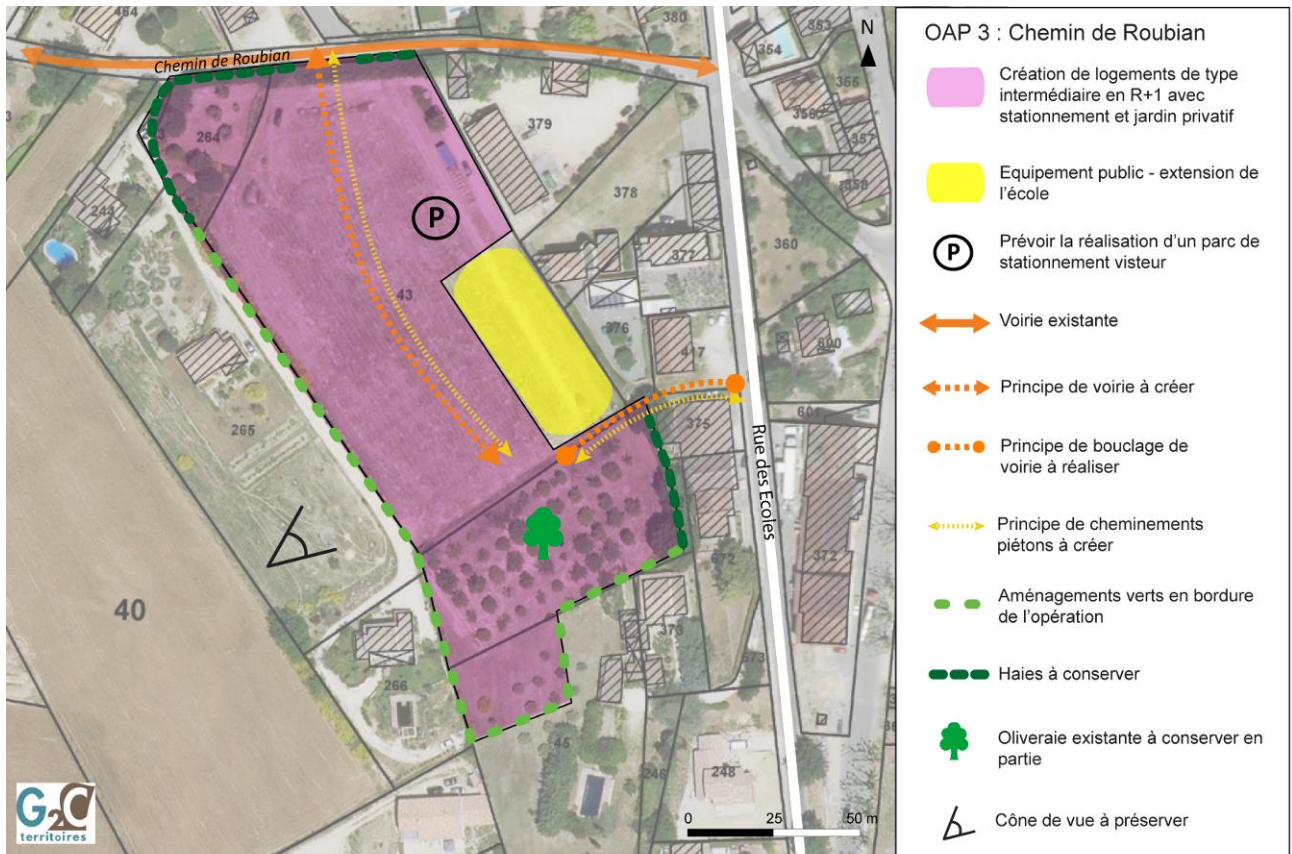 464
380
353
354
N
Chemin de Roubian
355
356
357
358
264
379
378
244
360
P
377
43
376
417
600
265
375
601
Rue des Ecoles
372
672
40
373
673
266
45
246
248
0 25 50 m
G2C
territoires
OAP 3 : Chemin de Roubian
Création de logements de type
intermédiaire en R+1 avec
stationnement et jardin privatif
Equipement public - extension de
l'école
P
Prévoir la réalisation d'un parc de
stationnement visteur
Voirie existante
Principe de voirie à créer
Principe de bouclage de
voirie à réaliser
Principe de cheminements
piétons à créer
Aménagements verts en bordure
de l'opération
Haies à conserver
Oliveraie existante à conserver en
partie
Cône de vue à préserver